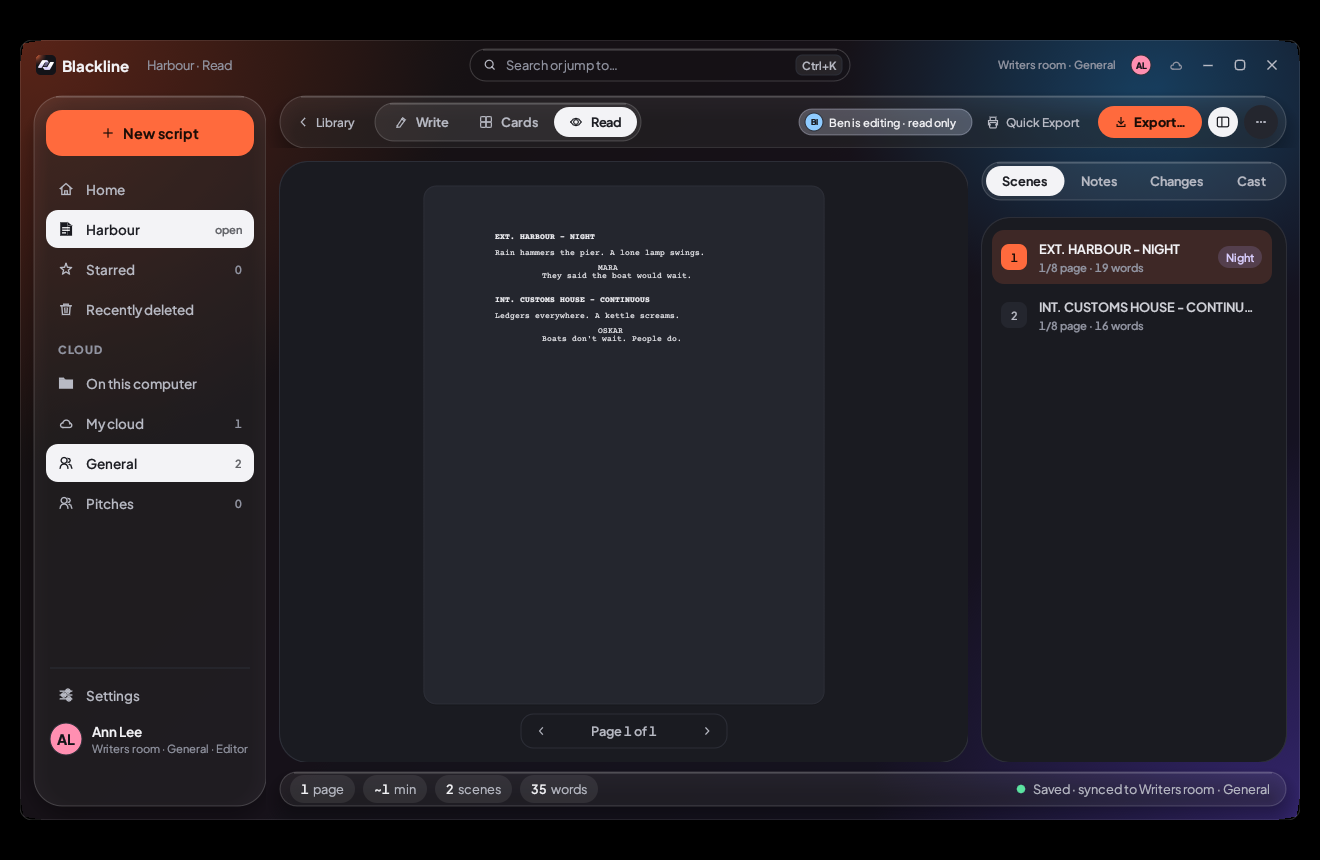 Blackline
Harbour · Read
Search or jump to...
Ctrl+K
Writers room · General
AL
New script
Home
Harbour
open
Starred
0
Recently deleted
CLOUD
On this computer
My cloud
1
General
2
Pitches
0
Settings
AL
Ann Lee
Writers room · General · Editor
Library
Write
Cards
Read
BI
Ben is editing · read only
Quick Export
Export...
EXT. HARBOUR - NIGHT
Rain hammers the pier. A lone lamp swings.
MARA
They said the boat would wait.
INT. CUSTOMS HOUSE - CONTINUOUS
Ledgers everywhere. A kettle screams.
OSKAR
Boats don't wait. People do.
Page 1 of 1
Scenes
Notes
Changes
Cast
1
EXT. HARBOUR - NIGHT
1/8 page · 19 words
Night
2
INT. CUSTOMS HOUSE - CONTINU...
1/8 page · 16 words
1 page
~1 min
2 scenes
35 words
Saved · synced to Writers room · General